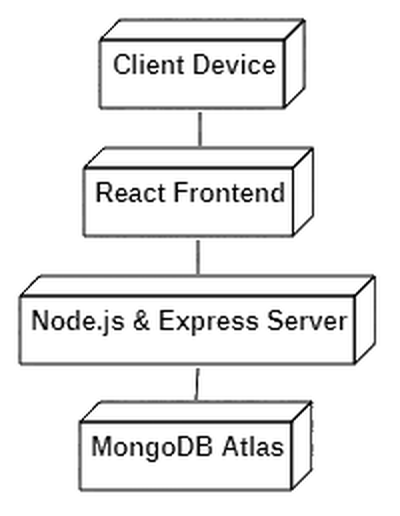 Client Device
React Frontend
Node.js & Express Server
MongoDB Atlas